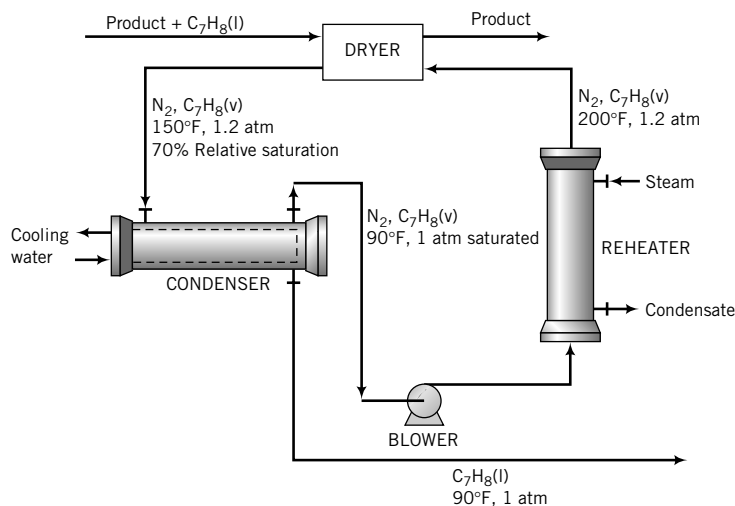 Product + C₇H₈(l)
DRYER
Product
N₂, C₇H₈(v)
150°F, 1.2 atm
70% Relative saturation
N₂, C₇H₈(v)
200°F, 1.2 atm
Steam
N₂, C₇H₈(v)
90°F, 1 atm saturated
Cooling
water
REHEATER
CONDENSER
Condensate
BLOWER
C₇H₈(l)
90°F, 1 atm